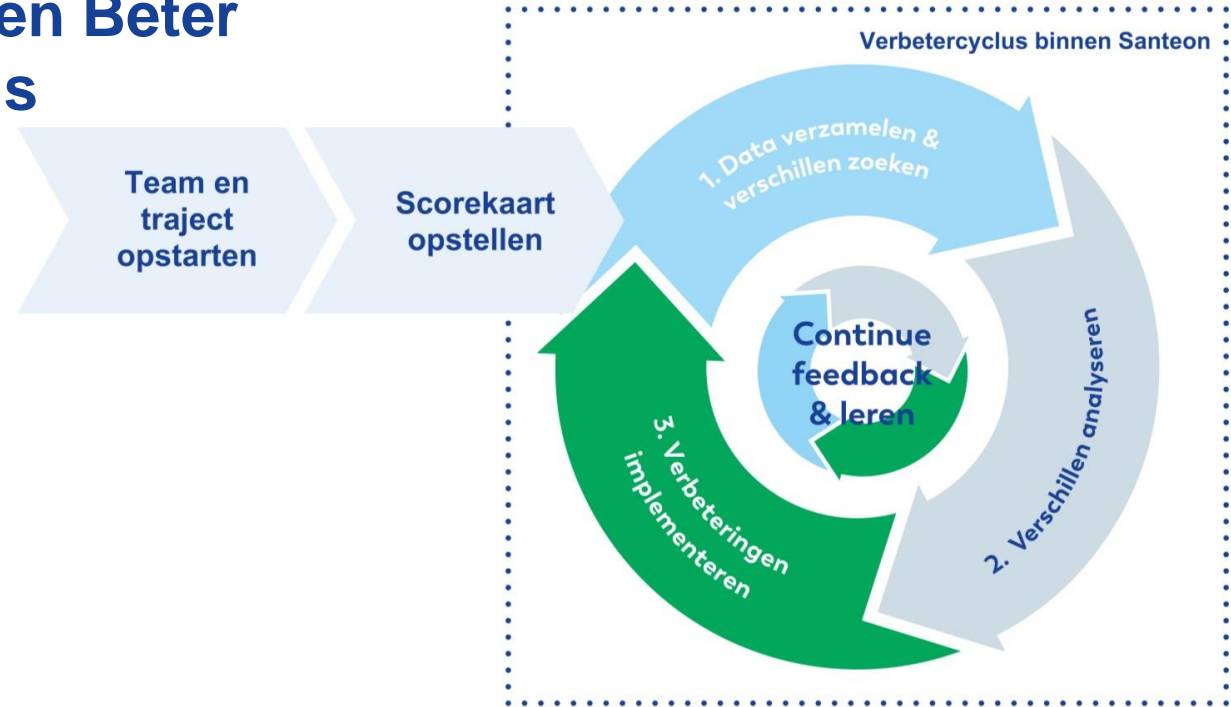 en Beter
s
Verbetercyclus binnen Santeon
Team en
traject
opstarten
Scorekaart
opstellen
1. Data verzamelen &
verschillen zoeken
2. Verschillen analyseren
3. Verbeteringen
implementeren
Continue
feedback
& leren